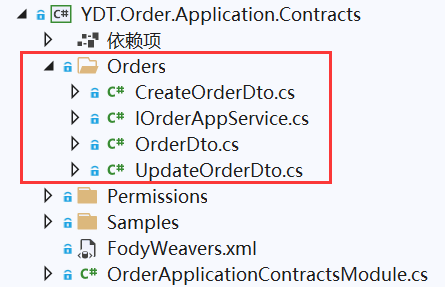 YDT.Order.Application.Contracts
依赖项
Orders
C# CreateOrderDto.cs
C# IOrderAppService.cs
C# OrderDto.cs
C# UpdateOrderDto.cs
Permissions
Samples
FodyWeavers.xml
C# OrderApplicationContractsModule.cs